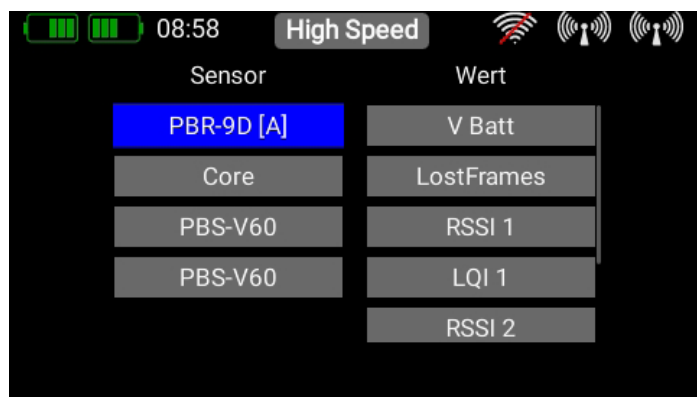 08:58 High Speed
Sensor Wert
PBR-9D [A] V Batt
Core LostFrames
PBS-V60 RSSI 1
PBS-V60 LQI 1
RSSI 2